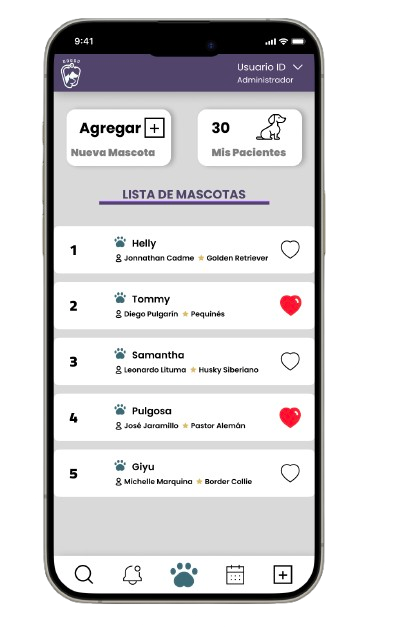 9:41
Usuario ID
Administrador
Agregar
Nueva Mascota
30
Mis Pacientes
LISTA DE MASCOTAS
1
Helly
Jonnathan Cadme Golden Retriever
2
Tommy
Diego Pulgarín Pequinés
3
Samantha
Leonardo Lituma Husky Siberiano
4
Pulgosa
José Jaramillo Pastor Alemán
5
Giyu
Michelle Marquina Border Collie